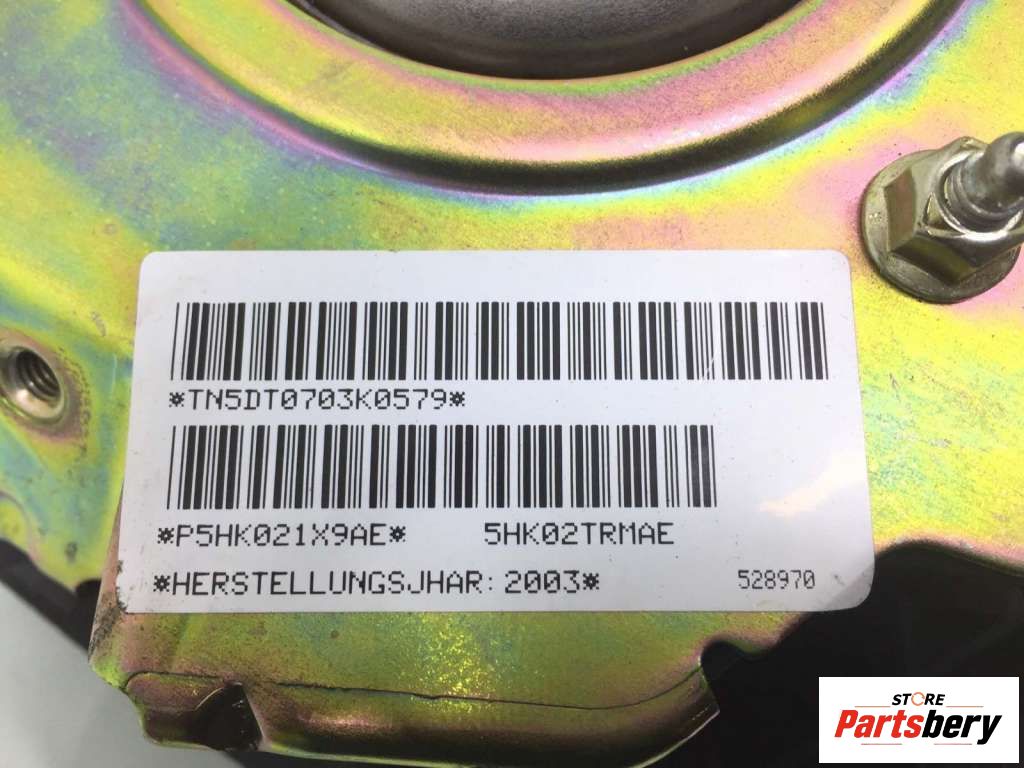 *TN5DT0703K0579*
*P5HK021X9AE* 5HK02TRMAE
*HERSTELLUNGSJHAR: 2003* 528970
STORE
Partsbery